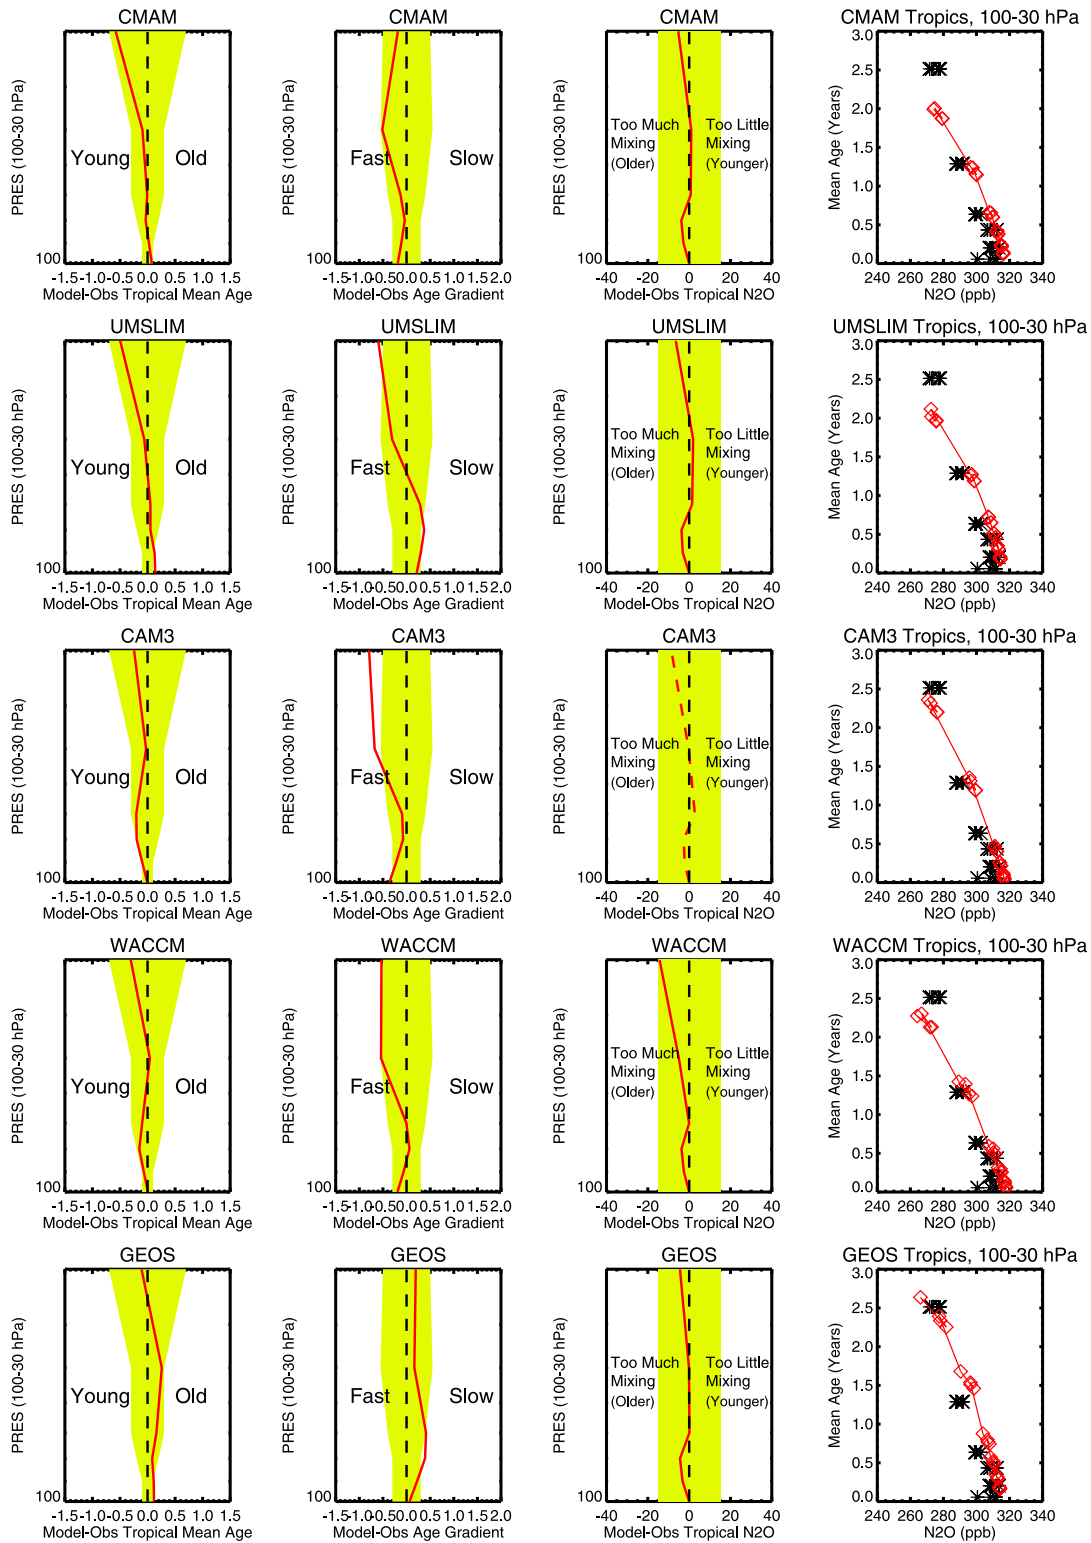 CMAM CMAM CMAM CMAM Tropics, 100-30 hPa
PRES (100-30 hPa) PRES (100-30 hPa) PRES (100-30 hPa) Mean Age (Years)
3.0
2.5
2.0
1.5
1.0
0.5
0.0
Too Much Too Little
Mixing Mixing
(Older) (Younger)
Young Old Fast Slow
100 100 100
-1.5-1.0-0.5 0.0 0.5 1.0 1.5 -1.5-1.0-0.5 0.0 0.5 1.0 1.5 2.0 -40 -20 0 20 40 240 260 280 300 320 340
Model-Obs Tropical Mean Age Model-Obs Age Gradient Model-Obs Tropical N2O N2O (ppb)
UMSLIM UMSLIM UMSLIM UMSLIM Tropics, 100-30 hPa
PRES (100-30 hPa) PRES (100-30 hPa) PRES (100-30 hPa) Mean Age (Years)
3.0
2.5
2.0
1.5
1.0
0.5
0.0
Too Much Too Little
Mixing Mixing
(Older) (Younger)
Young Old Fast Slow
100 100 100
-1.5-1.0-0.5 0.0 0.5 1.0 1.5 -1.5-1.0-0.5 0.0 0.5 1.0 1.5 2.0 -40 -20 0 20 40 240 260 280 300 320 340
Model-Obs Tropical Mean Age Model-Obs Age Gradient Model-Obs Tropical N2O N2O (ppb)
CAM3 CAM3 CAM3 CAM3 Tropics, 100-30 hPa
PRES (100-30 hPa) PRES (100-30 hPa) PRES (100-30 hPa) Mean Age (Years)
3.0
2.5
2.0
1.5
1.0
0.5
0.0
Too Much Too Little
Mixing Mixing
(Older) (Younger)
Young Old Fast Slow
100 100 100
-1.5-1.0-0.5 0.0 0.5 1.0 1.5 -1.5-1.0-0.5 0.0 0.5 1.0 1.5 2.0 -40 -20 0 20 40 240 260 280 300 320 340
Model-Obs Tropical Mean Age Model-Obs Age Gradient Model-Obs Tropical N2O N2O (ppb)
WACCM WACCM WACCM WACCM Tropics, 100-30 hPa
PRES (100-30 hPa) PRES (100-30 hPa) PRES (100-30 hPa) Mean Age (Years)
3.0
2.5
2.0
1.5
1.0
0.5
0.0
Too Much Too Little
Mixing Mixing
(Older) (Younger)
Young Old Fast Slow
100 100 100
-1.5-1.0-0.5 0.0 0.5 1.0 1.5 -1.5-1.0-0.5 0.0 0.5 1.0 1.5 2.0 -40 -20 0 20 40 240 260 280 300 320 340
Model-Obs Tropical Mean Age Model-Obs Age Gradient Model-Obs Tropical N2O N2O (ppb)
GEOS GEOS GEOS GEOS Tropics, 100-30 hPa
PRES (100-30 hPa) PRES (100-30 hPa) PRES (100-30 hPa) Mean Age (Years)
3.0
2.5
2.0
1.5
1.0
0.5
0.0
Too Much Too Little
Mixing Mixing
(Older) (Younger)
Young Old Fast Slow
100 100 100
-1.5-1.0-0.5 0.0 0.5 1.0 1.5 -1.5-1.0-0.5 0.0 0.5 1.0 1.5 2.0 -40 -20 0 20 40 240 260 280 300 320 340
Model-Obs Tropical Mean Age Model-Obs Age Gradient Model-Obs Tropical N2O N2O (ppb)